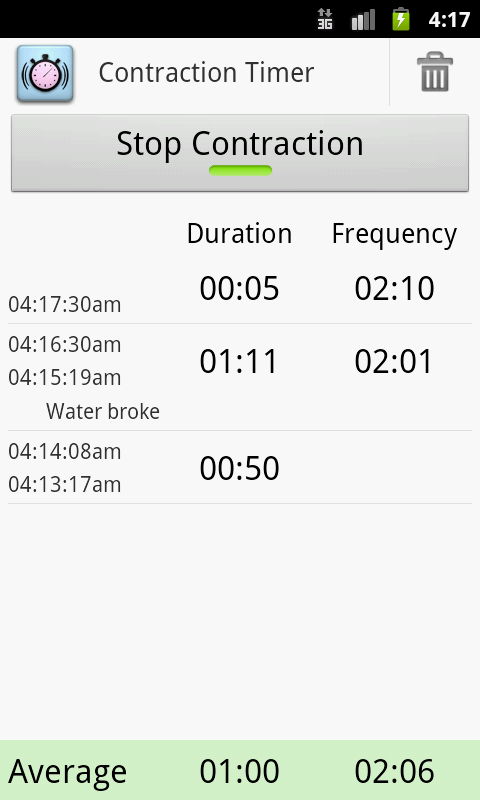 3G 4:17
Contraction Timer
Stop Contraction
Duration Frequency
04:17:30am 00:05 02:10
04:16:30am
04:15:19am 01:11 02:01
Water broke
04:14:08am
04:13:17am 00:50
Average 01:00 02:06